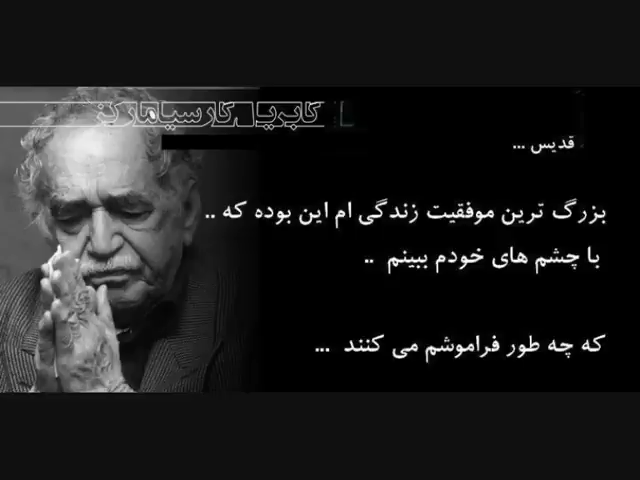 گابریل گارسیا مارکز
قدیس ...
بزرگ ترین موفقیت زندگی ام این بوده که ..
با چشم های خودم ببینم ..
که چه طور فراموشم می کنند ...